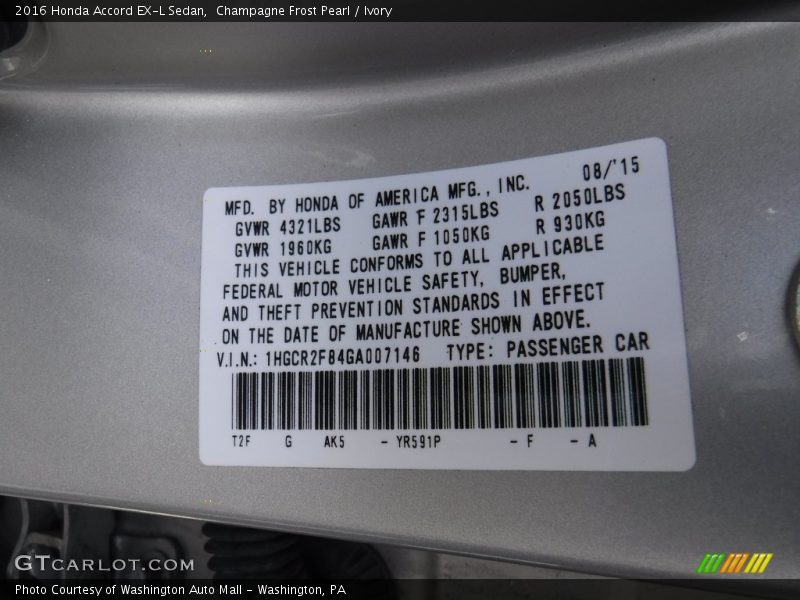 2016 Honda Accord EX-L Sedan,  Champagne Frost Pearl / Ivory
MFD. BY HONDA OF AMERICA MFG., INC. 08/'15
GVWR 4321LBS GAWR F 2315LBS R 2050LBS
GVWR 1960KG GAWR F 1050KG R 930KG
THIS VEHICLE CONFORMS TO ALL APPLICABLE
FEDERAL MOTOR VEHICLE SAFETY, BUMPER,
AND THEFT PREVENTION STANDARDS IN EFFECT
ON THE DATE OF MANUFACTURE SHOWN ABOVE.
V.I.N.: 1HGCR2F84GA007146 TYPE: PASSENGER CAR
T2F G AK5 - YR591P - F - A
GTCARLOT.COM
Photo Courtesy of Washington Auto Mall - Washington, PA